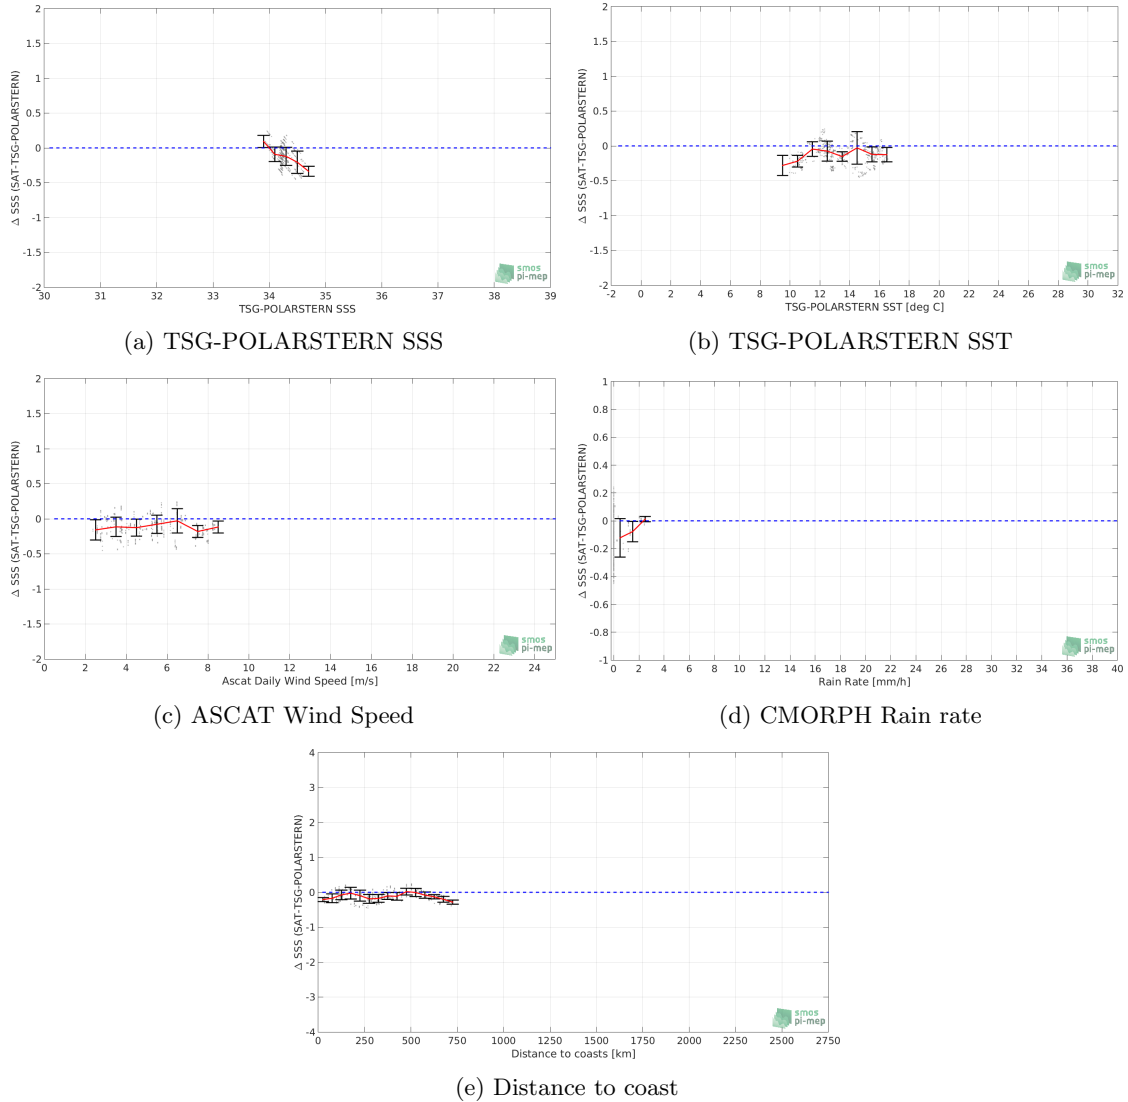 2
1.5
1
0.5
0
-0.5
-1
-1.5
-2
Δ SSS (SAT-TSG-POLARSTERN)
30 31 32 33 34 35 36 37 38 39
TSG-POLARSTERN SSS
smos
pi-mep
(a) TSG-POLARSTERN SSS
2
1.5
1
0.5
0
-0.5
-1
-1.5
-2
Δ SSS (SAT-TSG-POLARSTERN)
-2 0 2 4 6 8 10 12 14 16 18 20 22 24 26 28 30 32
TSG-POLARSTERN SST [deg C]
smos
pi-mep
(b) TSG-POLARSTERN SST
2
1.5
1
0.5
0
-0.5
-1
-1.5
-2
Δ SSS (SAT-TSG-POLARSTERN)
0 2 4 6 8 10 12 14 16 18 20 22 24
Ascat Daily Wind Speed [m/s]
smos
pi-mep
(c) ASCAT Wind Speed
1
0.8
0.6
0.4
0.2
0
-0.2
-0.4
-0.6
-0.8
-1
Δ SSS (SAT-TSG-POLARSTERN)
0 2 4 6 8 10 12 14 16 18 20 22 24 26 28 30 32 34 36 38 40
Rain Rate [mm/h]
smos
pi-mep
(d) CMORPH Rain rate
4
3
2
1
0
-1
-2
-3
-4
Δ SSS (SAT-TSG-POLARSTERN)
0 250 500 750 1000 1250 1500 1750 2000 2250 2500 2750
Distance to coasts [km]
smos
pi-mep
(e) Distance to coast